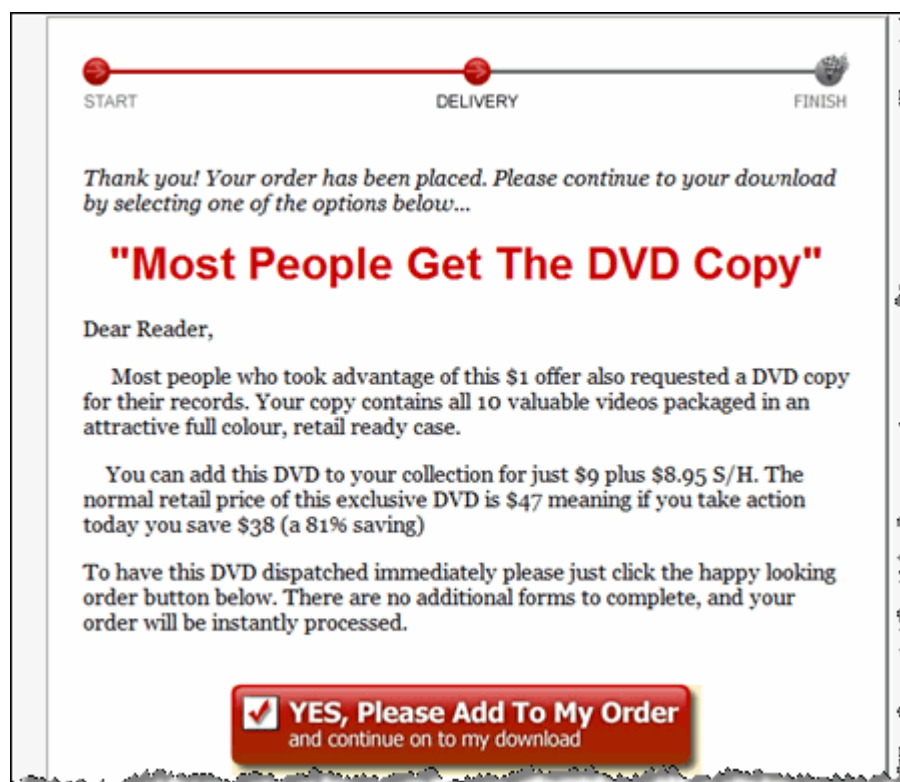 START DELIVERY FINISH
Thank you! Your order has been placed. Please continue to your download
by selecting one of the options below...
"Most People Get The DVD Copy"
Dear Reader,
Most people who took advantage of this $1 offer also requested a DVD copy
for their records. Your copy contains all 10 valuable videos packaged in an
attractive full colour, retail ready case.
You can add this DVD to your collection for just $9 plus $8.95 S/H. The
normal retail price of this exclusive DVD is $47 meaning if you take action
today you save $38 (a 81% saving)
To have this DVD dispatched immediately please just click the happy looking
order button below. There are no additional forms to complete, and your
order will be instantly processed.
YES, Please Add To My Order
and continue on to my download